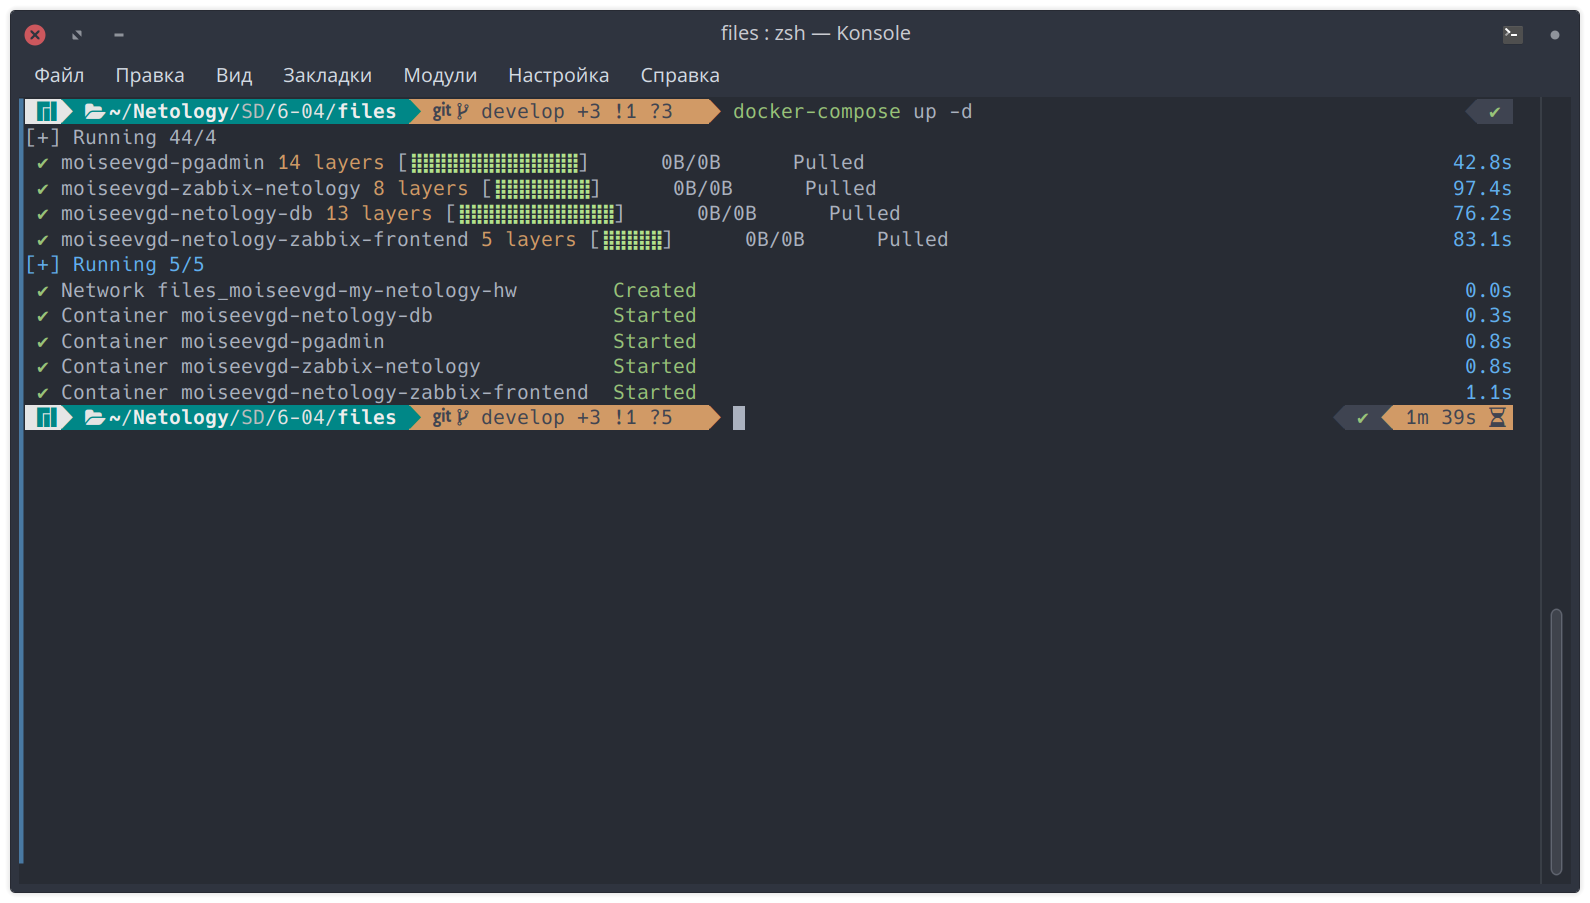 files : zsh — Konsole
Файл Правка Вид Закладки Модули Настройка Справка
~/Netology/SD/6-04/files git develop +3 !1 ?3 docker-compose up -d ✔
[+] Running 44/4
✔ moiseevgd-pgadmin 14 layers [⣿⣿⣿⣿⣿⣿⣿⣿⣿⣿⣿⣿⣿⣿] 0B/0B Pulled 42.8s
✔ moiseevgd-zabbix-netology 8 layers [⣿⣿⣿⣿⣿⣿⣿⣿] 0B/0B Pulled 97.4s
✔ moiseevgd-netology-db 13 layers [⣿⣿⣿⣿⣿⣿⣿⣿⣿⣿⣿⣿⣿] 0B/0B Pulled 76.2s
✔ moiseevgd-netology-zabbix-frontend 5 layers [⣿⣿⣿⣿⣿] 0B/0B Pulled 83.1s
[+] Running 5/5
✔ Network files_moiseevgd-my-netology-hw Created 0.0s
✔ Container moiseevgd-netology-db Started 0.3s
✔ Container moiseevgd-pgadmin Started 0.8s
✔ Container moiseevgd-zabbix-netology Started 0.8s
✔ Container moiseevgd-netology-zabbix-frontend Started 1.1s
~/Netology/SD/6-04/files git develop +3 !1 ?5 ✔ 1m 39s